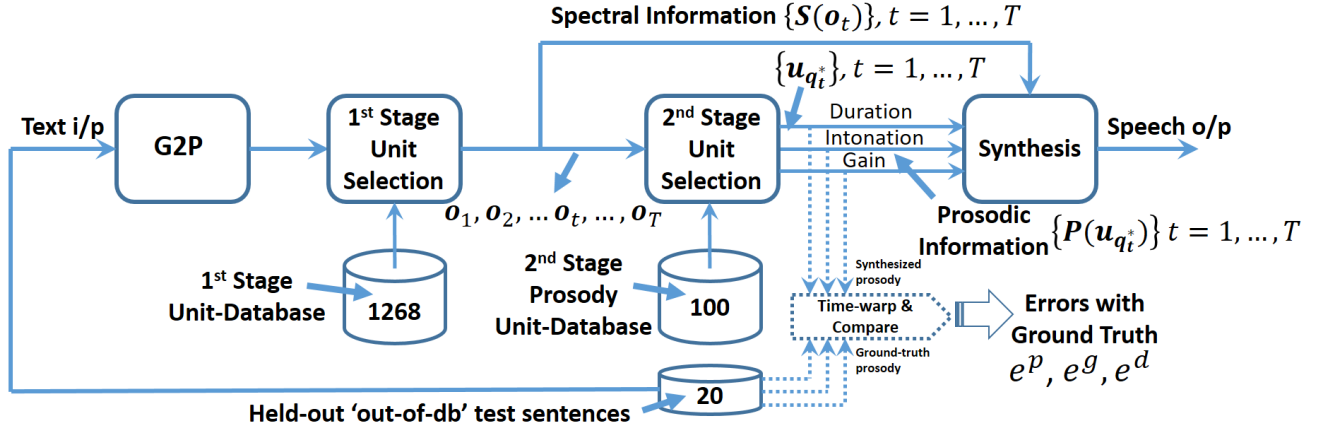 Spectral Information {S(o_t)}, t = 1, …, T
{u_{q_t^*}}, t = 1, …, T
Text i/p
G2P
1st Stage
Unit
Selection
2nd Stage
Unit
Selection
Duration
Intonation
Gain
Synthesis
Speech o/p
o_1, o_2, … o_t, …, o_T
Prosodic
Information
{P(u_{q_t^*})} t = 1, …, T
1st Stage
Unit-Database
1268
2nd Stage
Prosody
Unit-Database
100
Synthesized
prosody
Time-warp &
Compare
Ground-truth
prosody
Errors with
Ground Truth
e^p, e^g, e^d
20
Held-out ‘out-of-db’ test sentences